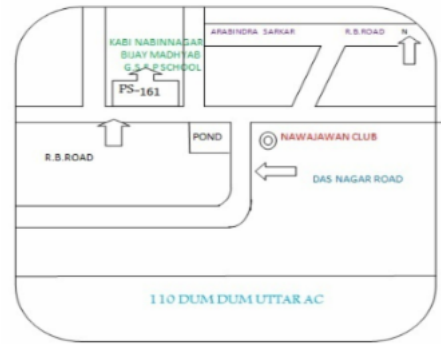 KABI NABINNAGAR
BIJAY MADHYAB
G.S.F.P SCHOOL
ARABINDRA SARKAR R.B.ROAD N
PS-161
POND
NAWAJAWAN CLUB
R.B.ROAD
DAS NAGAR ROAD
110 DUM DUM UTTAR AC